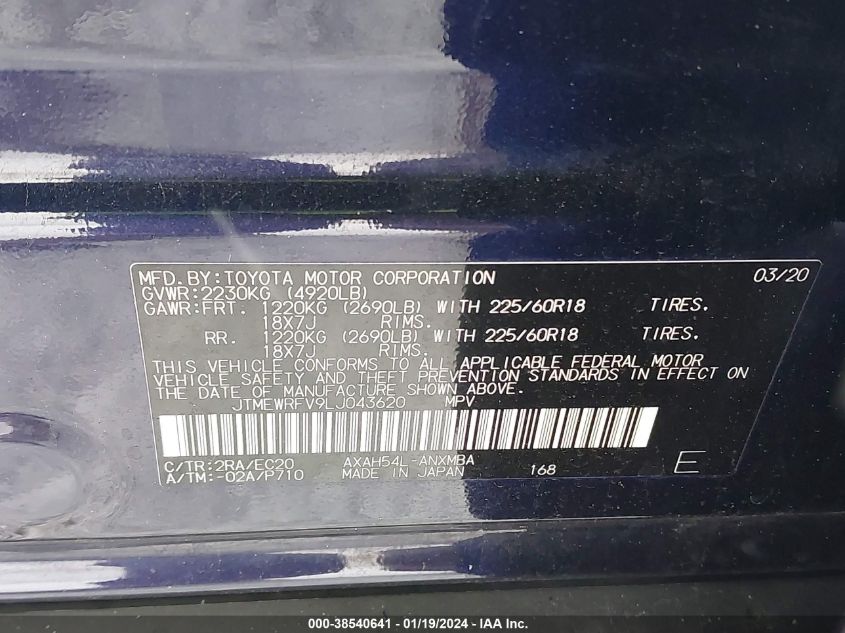 MFD.BY:TOYOTA MOTOR CORPORATION 03/20
GVWR:2230KG (4920LB)
GAWR:FRT. 1220KG (2690LB) WITH 225/60R18 TIRES.
18X7J RIMS.
RR. 1220KG (2690LB) WITH 225/60R18 TIRES.
18X7J RIMS.
THIS VEHICLE CONFORMS TO ALL APPLICABLE FEDERAL MOTOR
VEHICLE SAFETY AND THEFT PREVENTION STANDARDS IN EFFECT ON
THE DATE OF MANUFACTURE SHOWN ABOVE.
JTMEWRFV9LJ043620 MPV
C/TR:2RA/EC20 AXAH54L-ANXMBA
A/TM:-02A/P710 MADE IN JAPAN 168 E
000-38540641 - 01/19/2024 - IAA Inc.